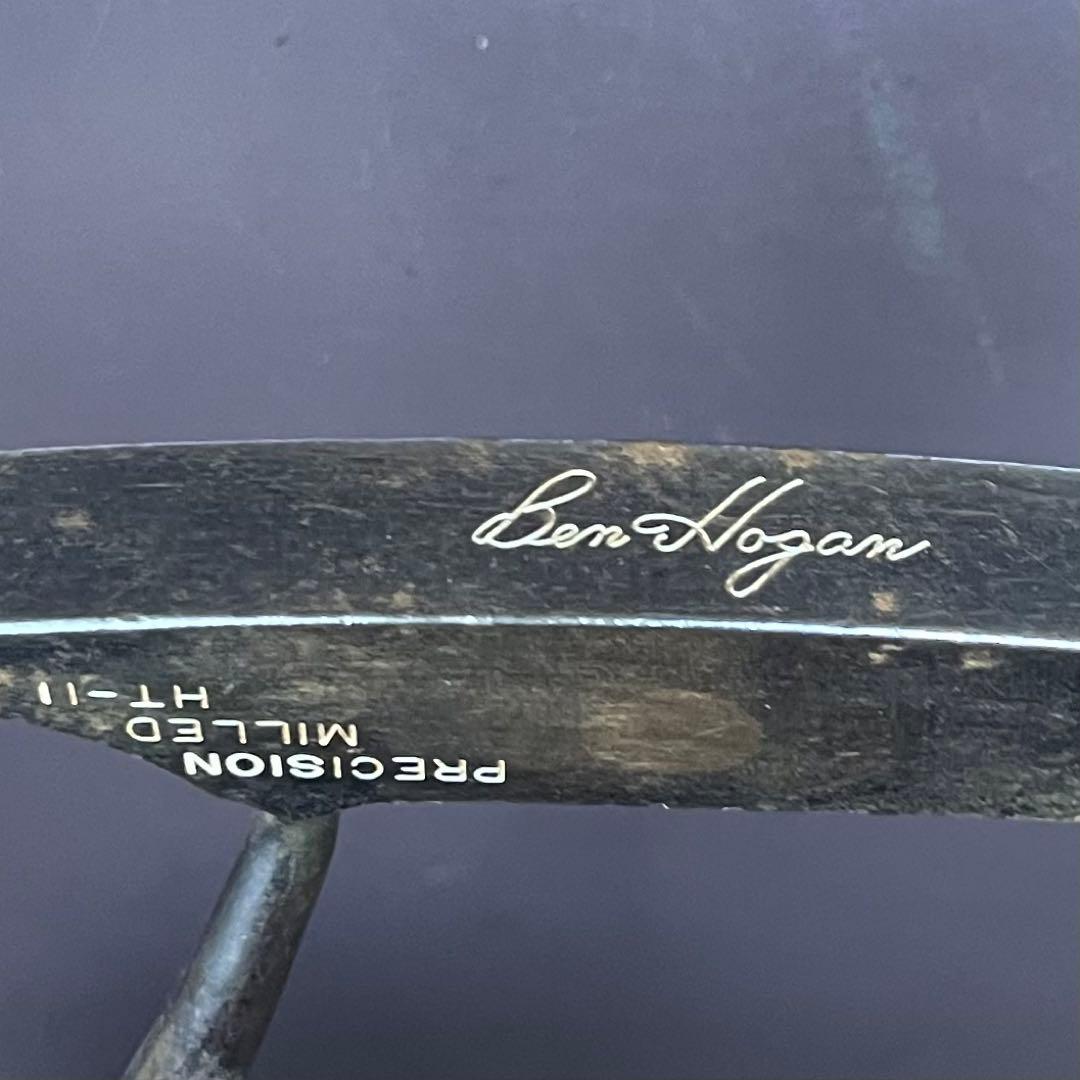 Ben Hogan
PRECISION
MILLED
HT-11